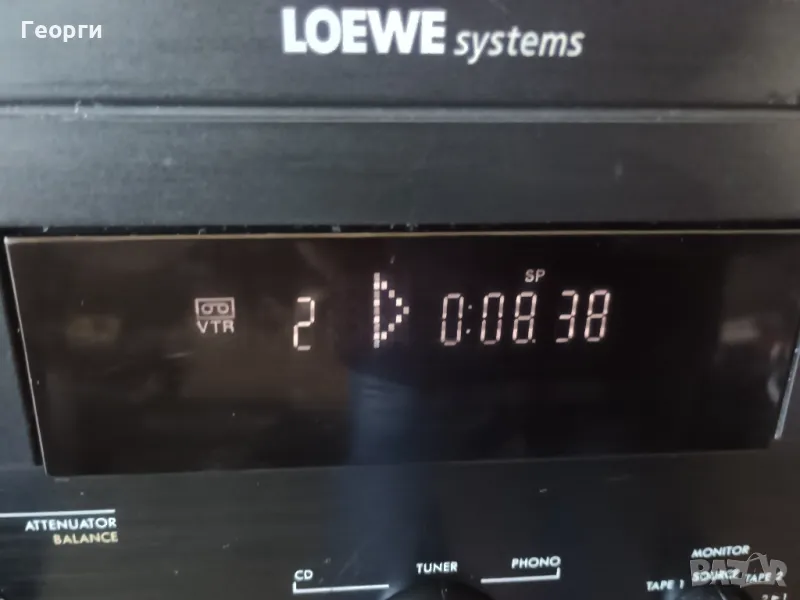 Георги
LOEWE systems
SP
VTR 2 0:08.38
ATTENUATOR
BALANCE
CD TUNER PHONO
MONITOR
TAPE 1 SOURCE TAPE 2
BAZAR